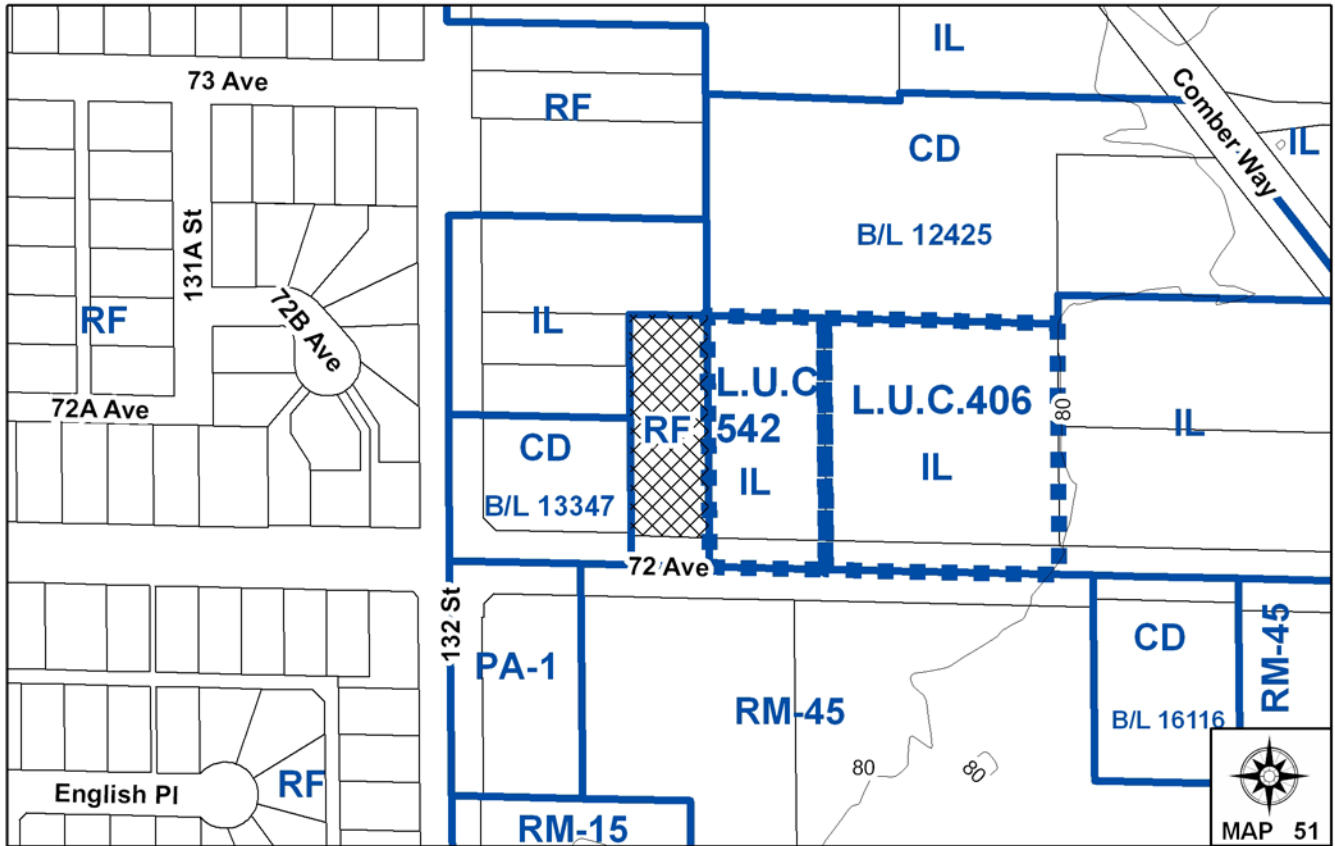 IL
73 Ave
Comber Way
RF
CD
IL
B/L 12425
131A St
72B Ave
RF
IL
L.U.C
542
IL
L.U.C.406
IL
80
IL
RF
72A Ave
CD
B/L 13347
72 Ave
132 St
PA-1
RM-45
CD
B/L 16116
RM-45
80
80
English Pl
RF
RM-15
MAP 51